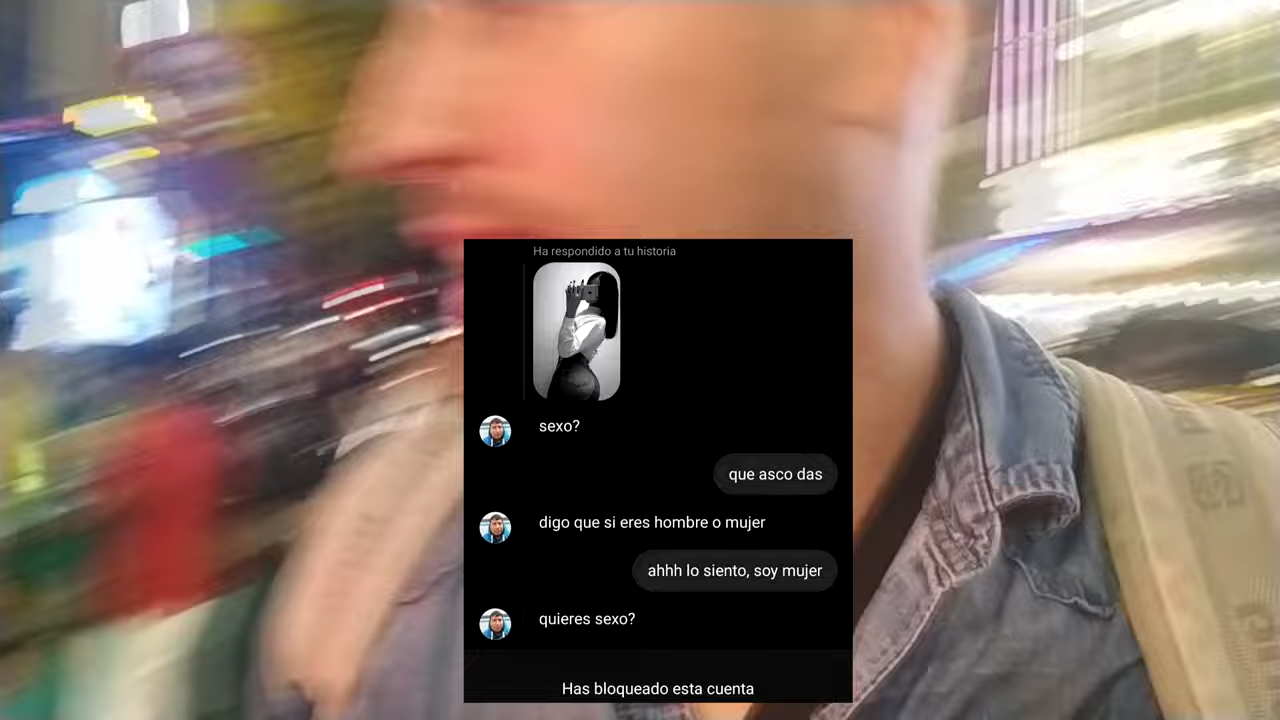 Ha respondido a tu historia
sexo?
que asco das
digo que si eres hombre o mujer
ahhh lo siento, soy mujer
quieres sexo?
Has bloqueado esta cuenta